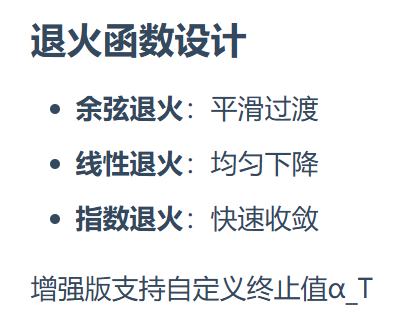 退火函数设计
余弦退火：平滑过渡
线性退火：均匀下降
指数退火：快速收敛
增强版支持自定义终止值α_T